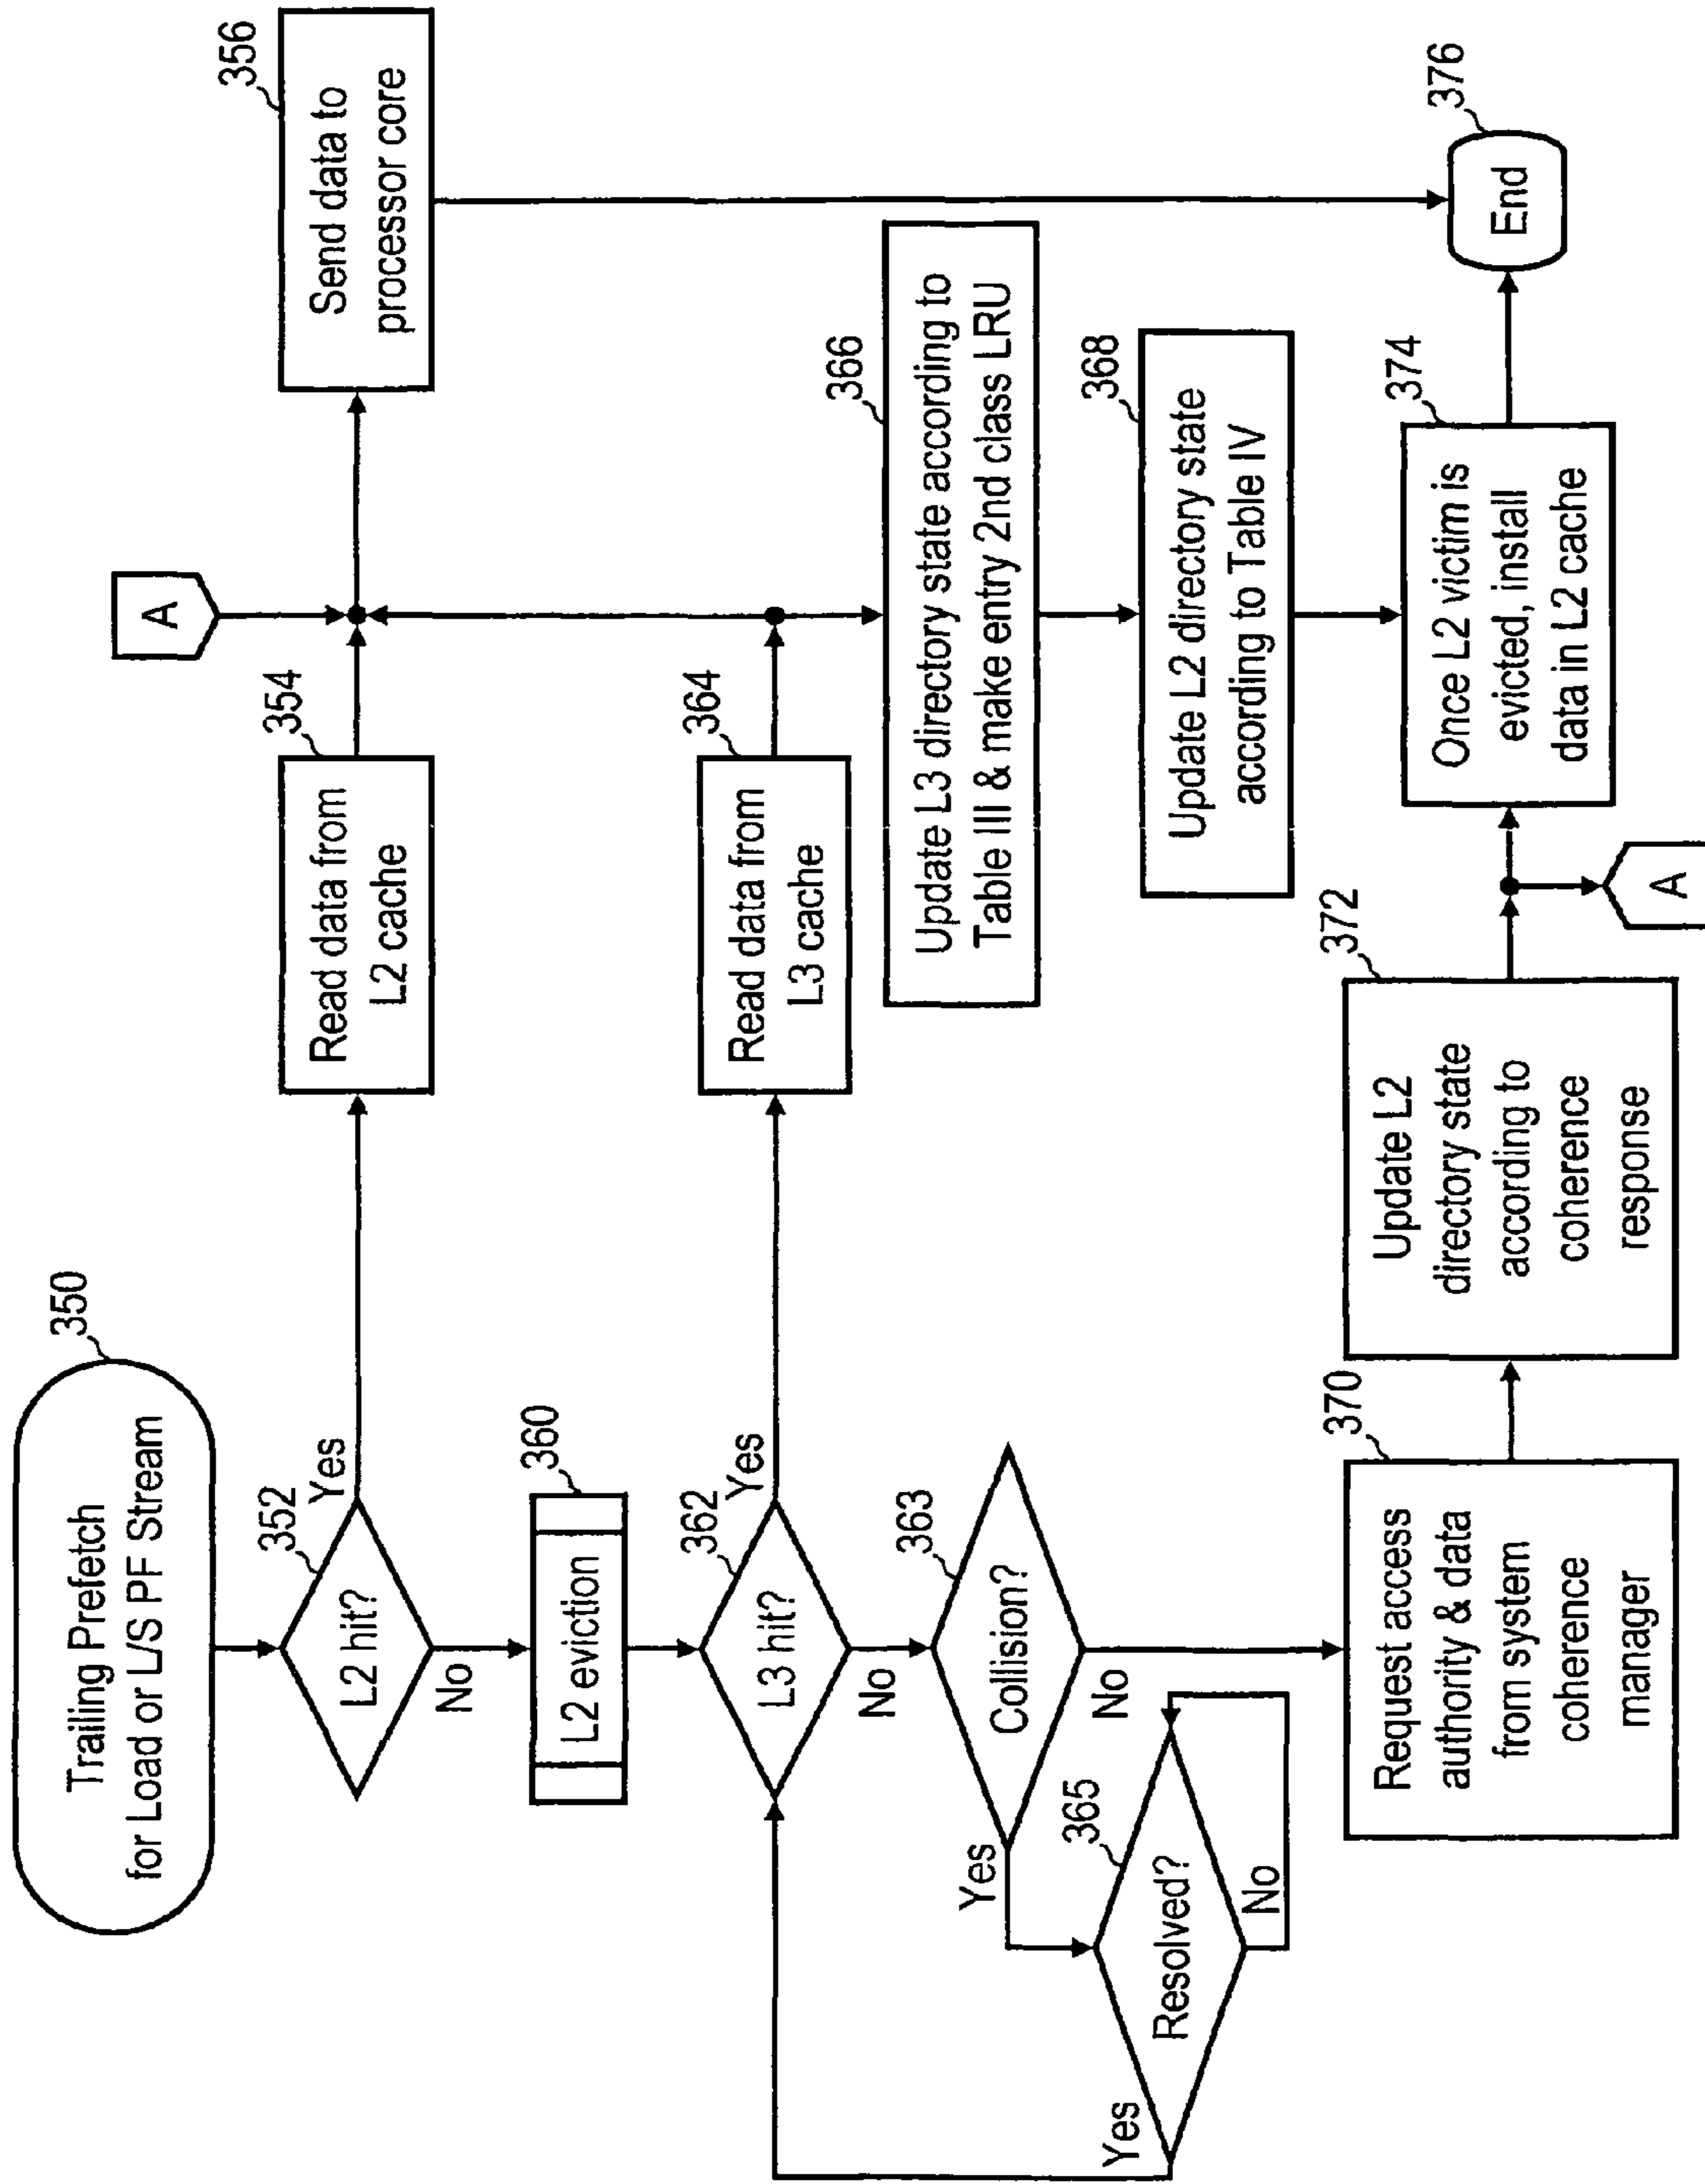 350
Trailing Prefetch
for Load or L/S PF Stream
352
L2 hit?
Yes
No
354
Read data from
L2 cache
A
356
Send data to
processor core
360
L2 eviction
362
L3 hit?
Yes
No
364
Read data from
L3 cache
363
Collision?
Yes
No
365
Resolved?
Yes
No
366
Update L3 directory state according to
Table III & make entry 2nd class LRU
368
Update L2 directory state
according to Table IV
370
Request access
authority & data
from system
coherence
manager
372
Update L2
directory state
according to
coherence
response
A
374
Once L2 victim is
evicted, install
data in L2 cache
376
End